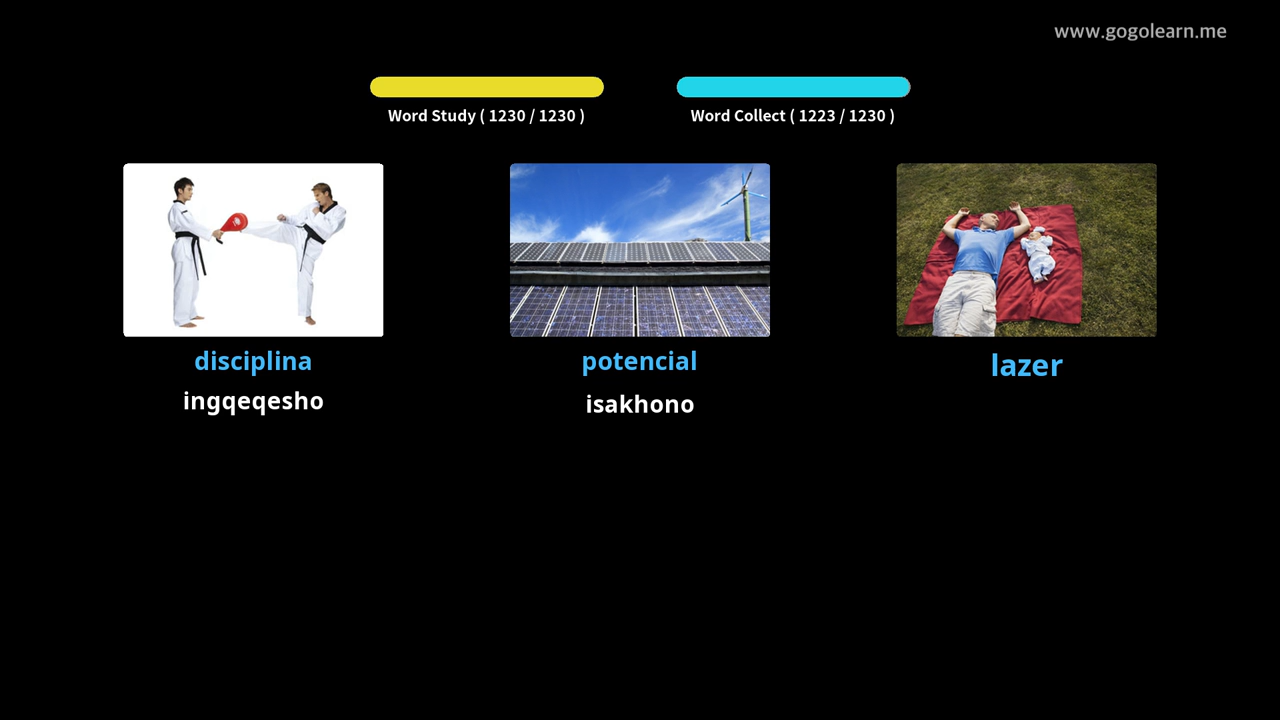 www.gogolearn.me
Word Study ( 1230 / 1230 )
Word Collect ( 1223 / 1230 )
disciplina
potencial
lazer
ingqeqesho
isakhono